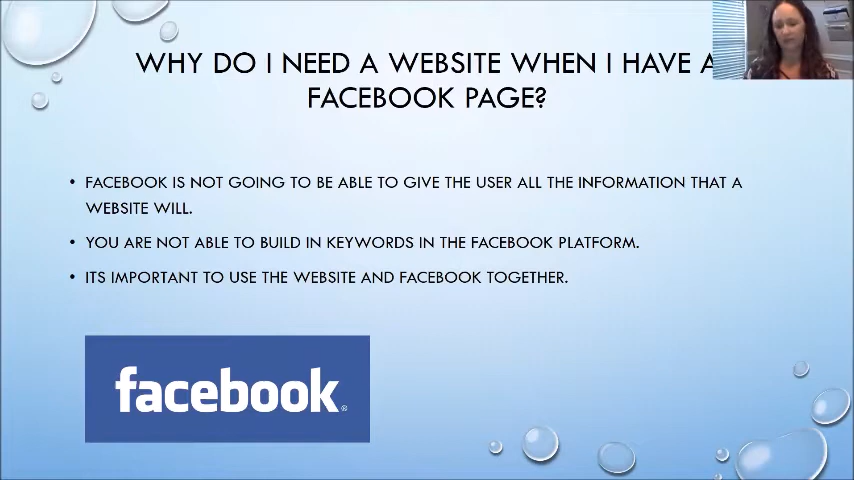 WHY DO I NEED A WEBSITE WHEN I HAVE A
FACEBOOK PAGE?
• FACEBOOK IS NOT GOING TO BE ABLE TO GIVE THE USER ALL THE INFORMATION THAT A
WEBSITE WILL.
• YOU ARE NOT ABLE TO BUILD IN KEYWORDS IN THE FACEBOOK PLATFORM.
• ITS IMPORTANT TO USE THE WEBSITE AND FACEBOOK TOGETHER.
facebook®